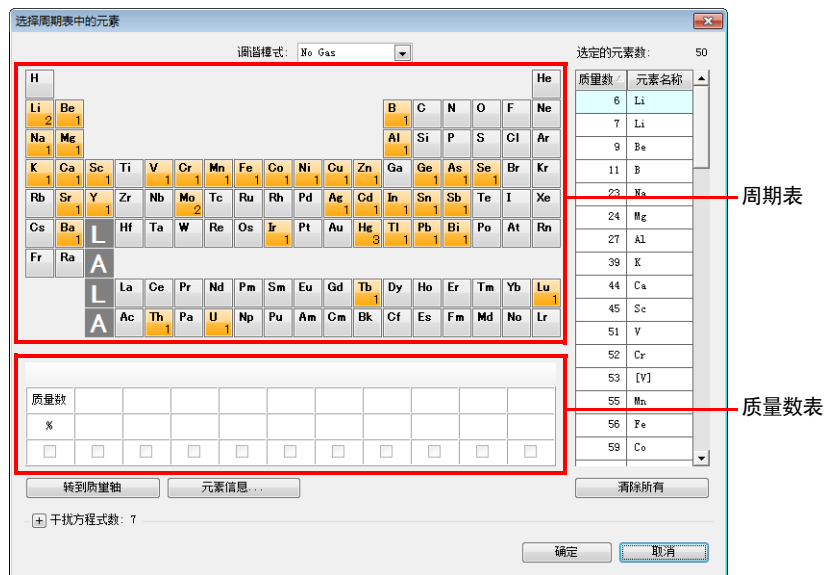 选择周期表中的元素
调谐模式: No Gas
选定的元素数: 50
H He
Li 2 Be 1 B 1 C N O F Ne
Na 1 Mg 1 Al 1 Si P S Cl Ar
K 1 Ca 1 Sc 1 Ti V 1 Cr 1 Mn 1 Fe 1 Co 1 Ni 1 Cu 1 Zn 1 Ga Ge 1 As 1 Se 1 Br Kr
Rb Sr 1 Y 1 Zr Nb Mo 2 Tc Ru Rh Pd Ag 1 Cd 1 In 1 Sn 1 Sb 1 Te I Xe
Cs Ba 1 L Hf Ta W Re Os Ir 1 Pt Au Hg 3 Tl 1 Pb 1 Bi 1 Po At Rn
Fr Ra A
L La Ce Pr Nd Pm Sm Eu Gd Tb 1 Dy Ho Er Tm Yb Lu 1
A Ac Th 1 Pa U 1 Np Pu Am Cm Bk Cf Es Fm Md No Lr
质量数
%
转到质量轴 元素信息...
干扰方程式数: 7
质量数 元素名称
6 Li
7 Li
9 Be
11 B
23 Na
24 Mg
27 Al
39 K
44 Ca
45 Sc
51 V
52 Cr
53 [V]
55 Mn
56 Fe
59 Co
清除所有
确定 取消
周期表
质量数表